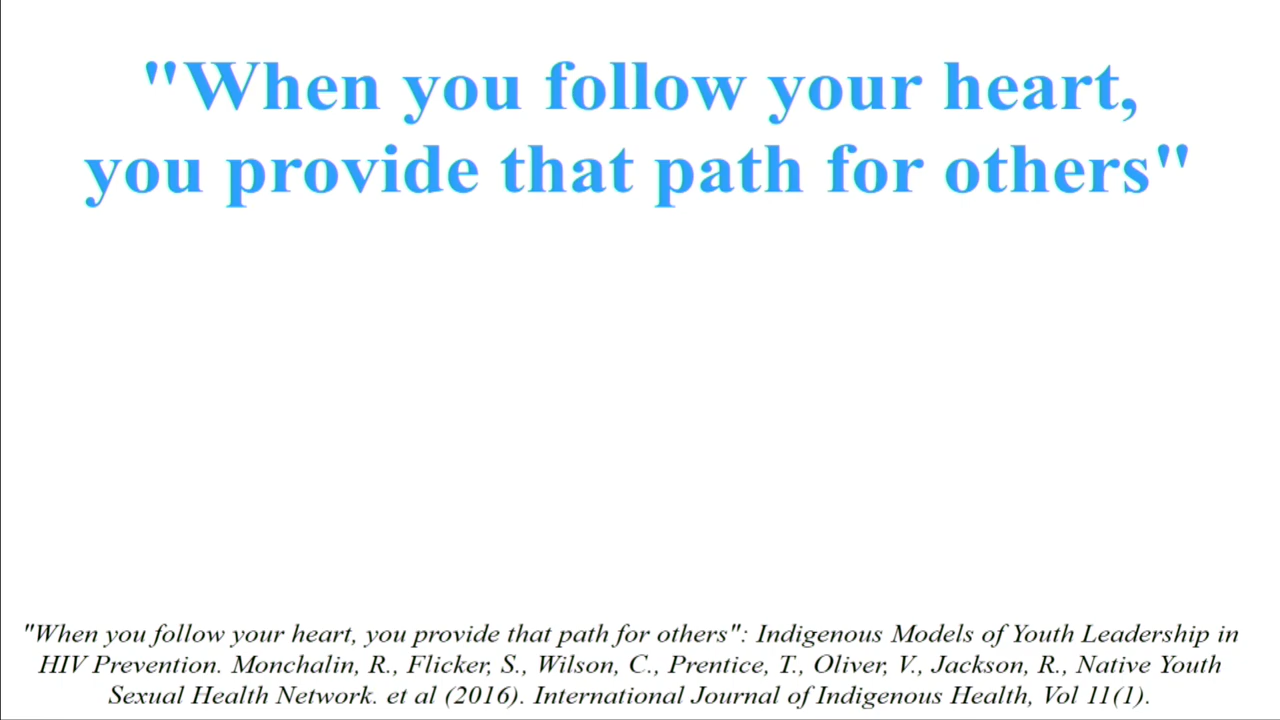 "When you follow your heart,
you provide that path for others"
"When you follow your heart, you provide that path for others": Indigenous Models of Youth Leadership in
HIV Prevention. Monchalin, R., Flicker, S., Wilson, C., Prentice, T., Oliver, V., Jackson, R., Native Youth
Sexual Health Network. et al (2016). International Journal of Indigenous Health, Vol 11(1).